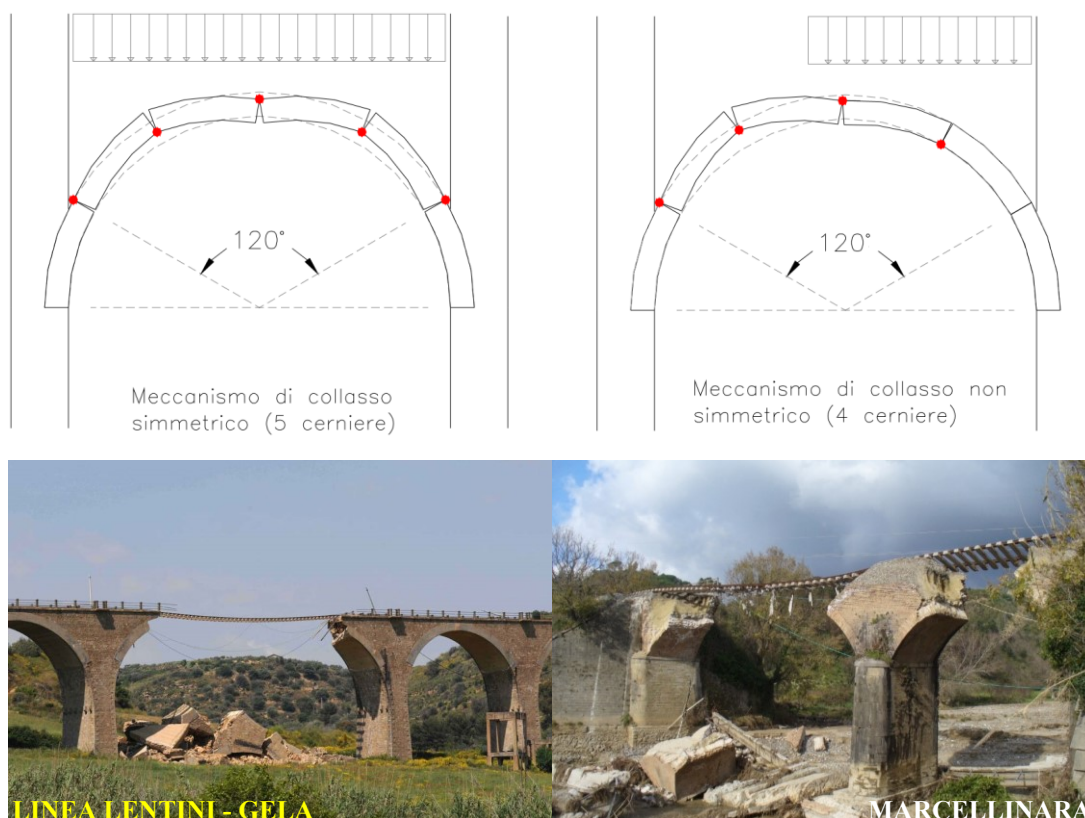 120°
120°
Meccanismo di collasso
simmetrico (5 cerniere)
Meccanismo di collasso non
simmetrico (4 cerniere)
LINEA LENTINI - GELA
MARCELLINARA